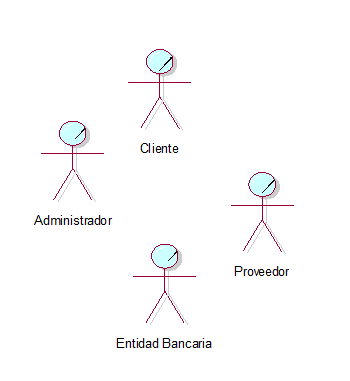 Cliente
Administrador
Proveedor
Entidad Bancaria